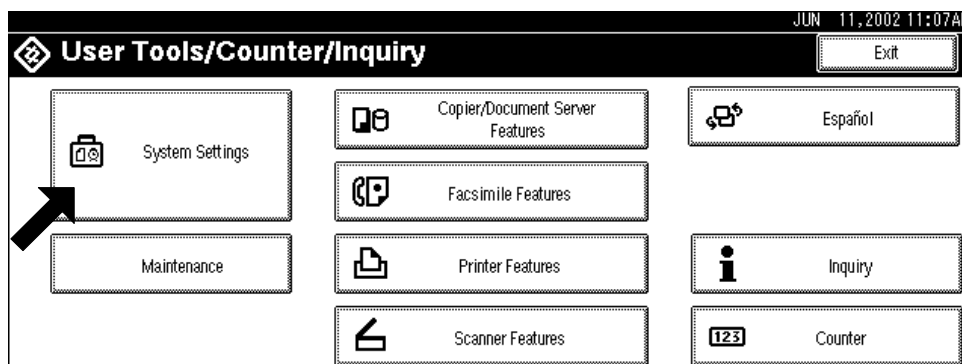 JUN 11,2002 11:07A
User Tools/Counter/Inquiry
Exit
System Settings
Copier/Document Server
Features
Español
Facsimile Features
Maintenance
Printer Features
Inquiry
Scanner Features
123
Counter